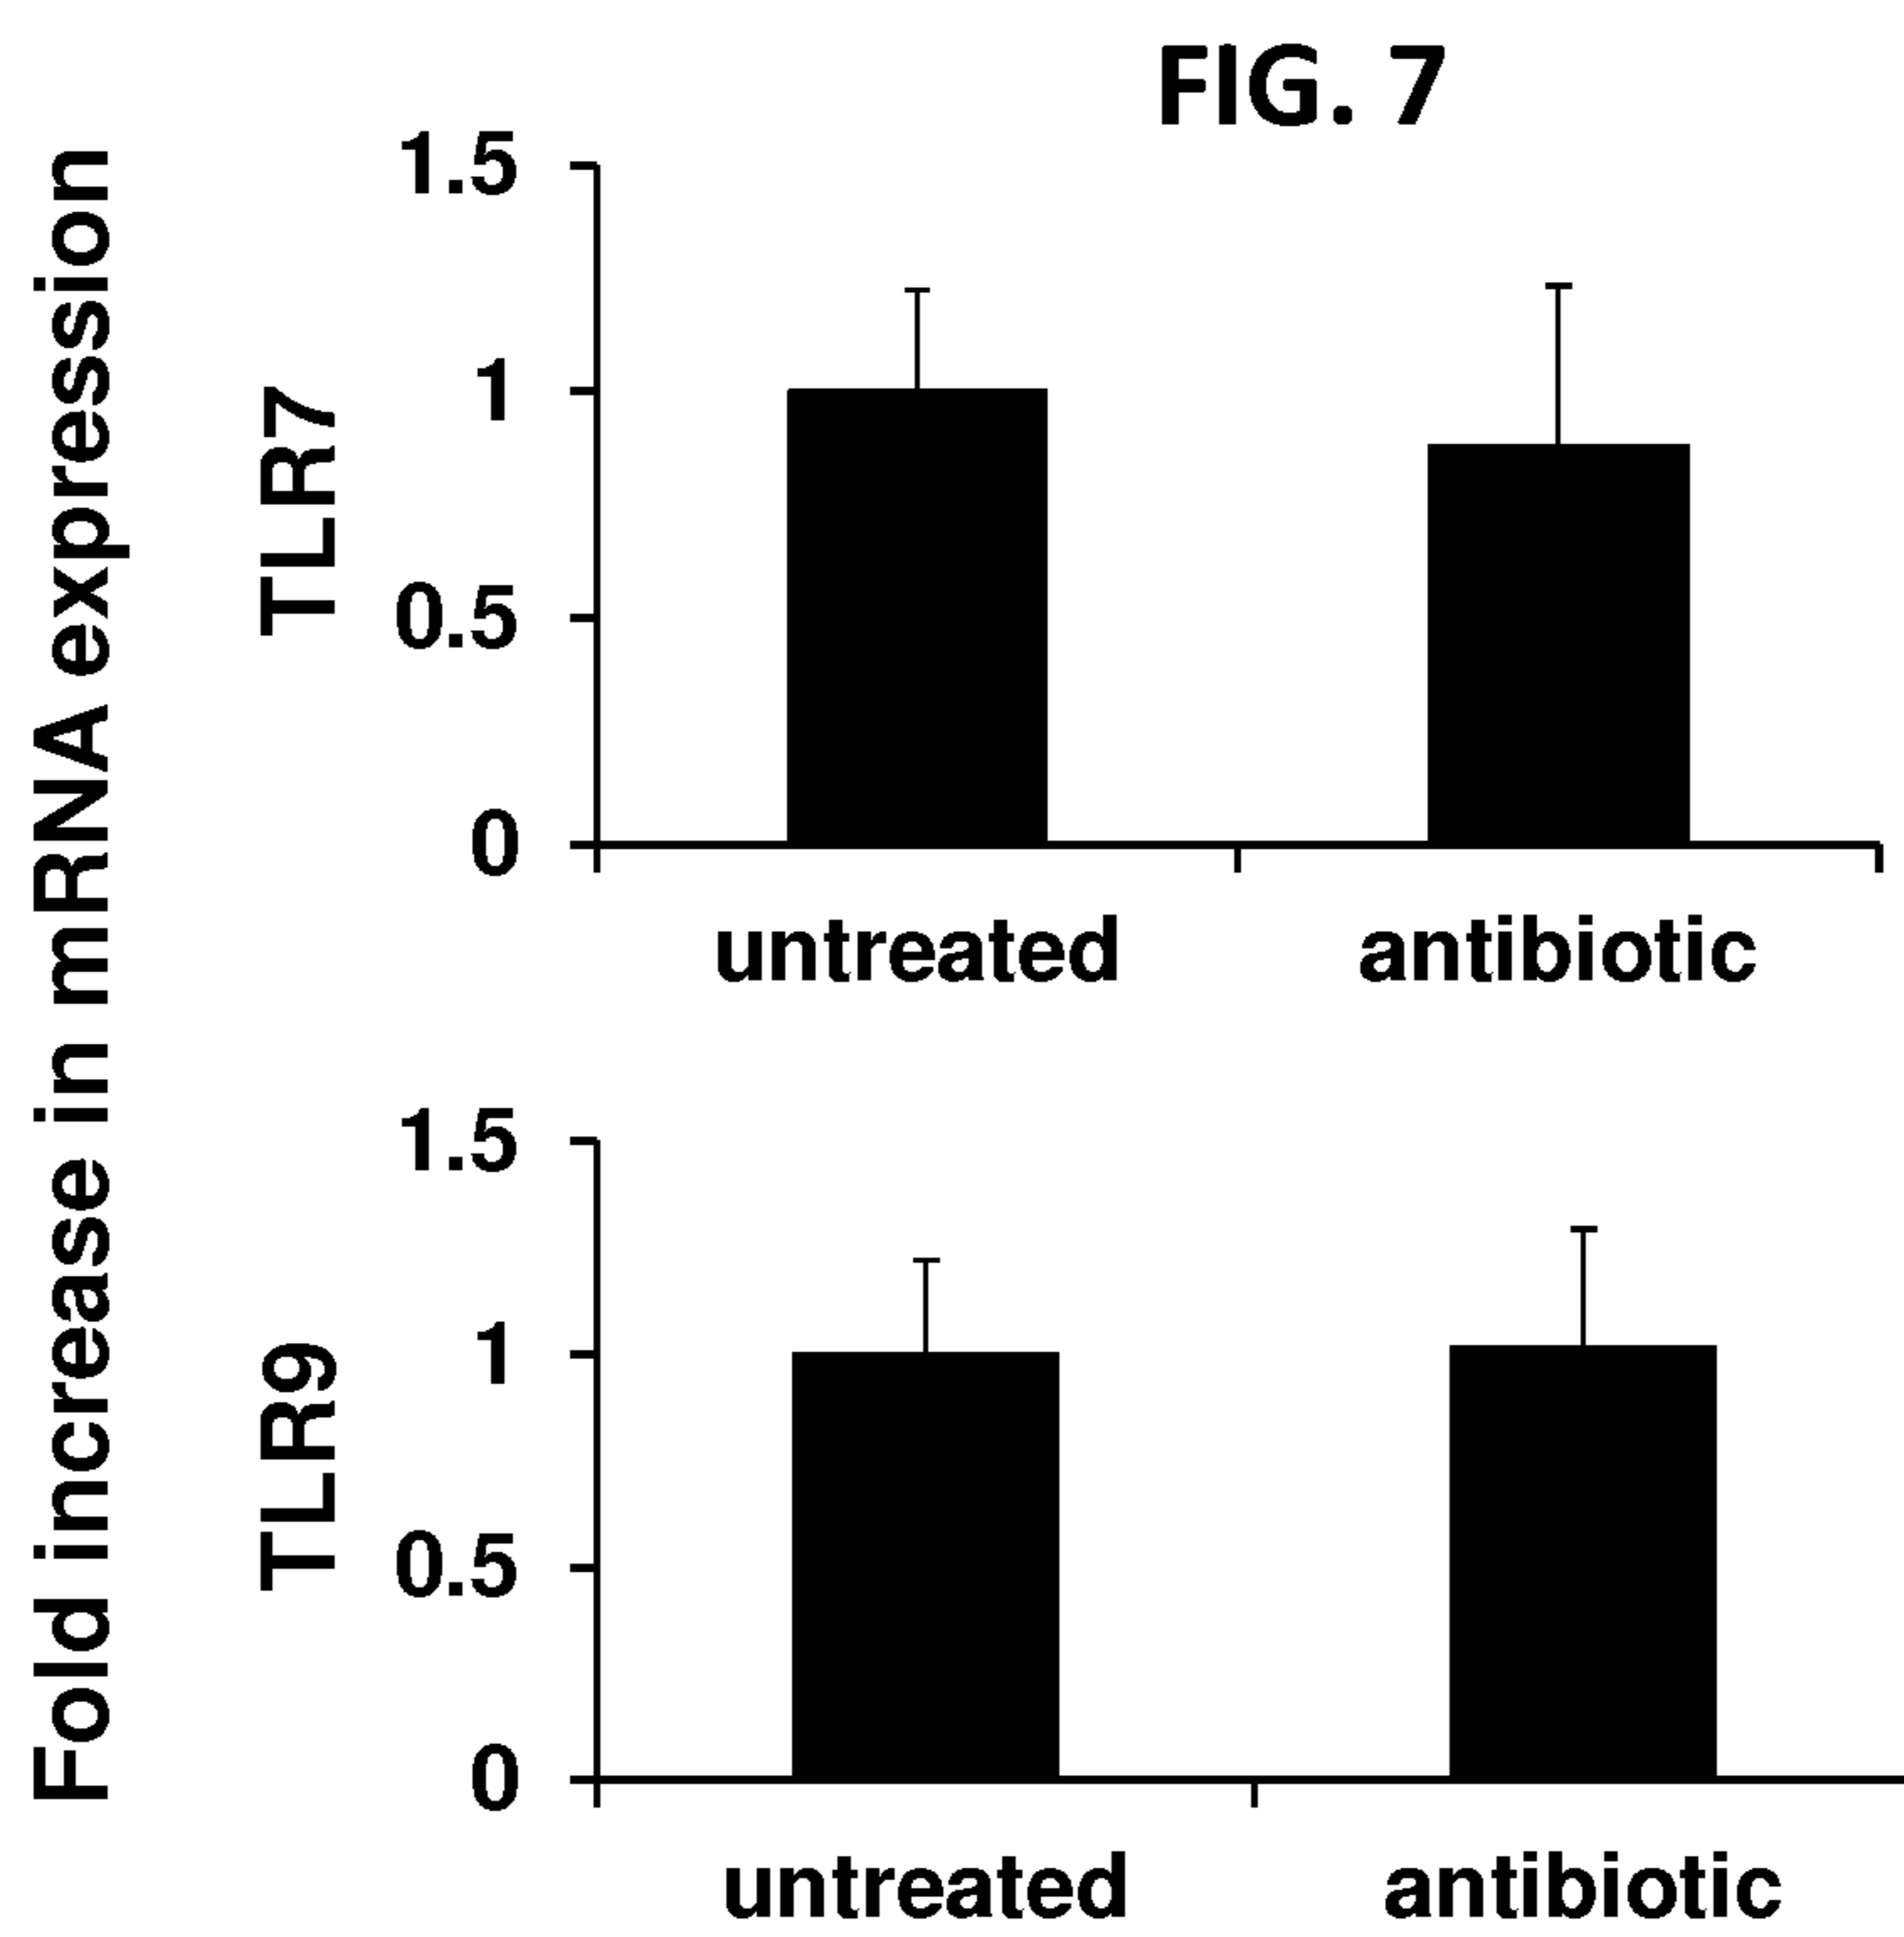 FIG. 7
Fold increase in mRNA expression
TLR7
1.5
1
0.5
0
untreated antibiotic
TLR9
1.5
1
0.5
0
untreated antibiotic